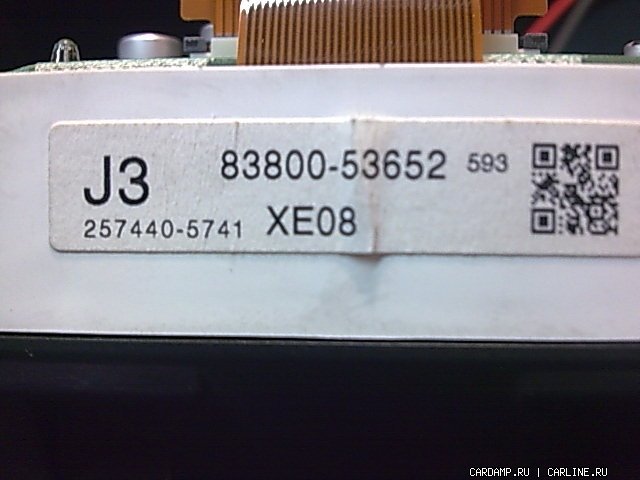 J3 83800-53652 593
257440-5741 XE08
CARDAMP.RU | CARLINE.RU